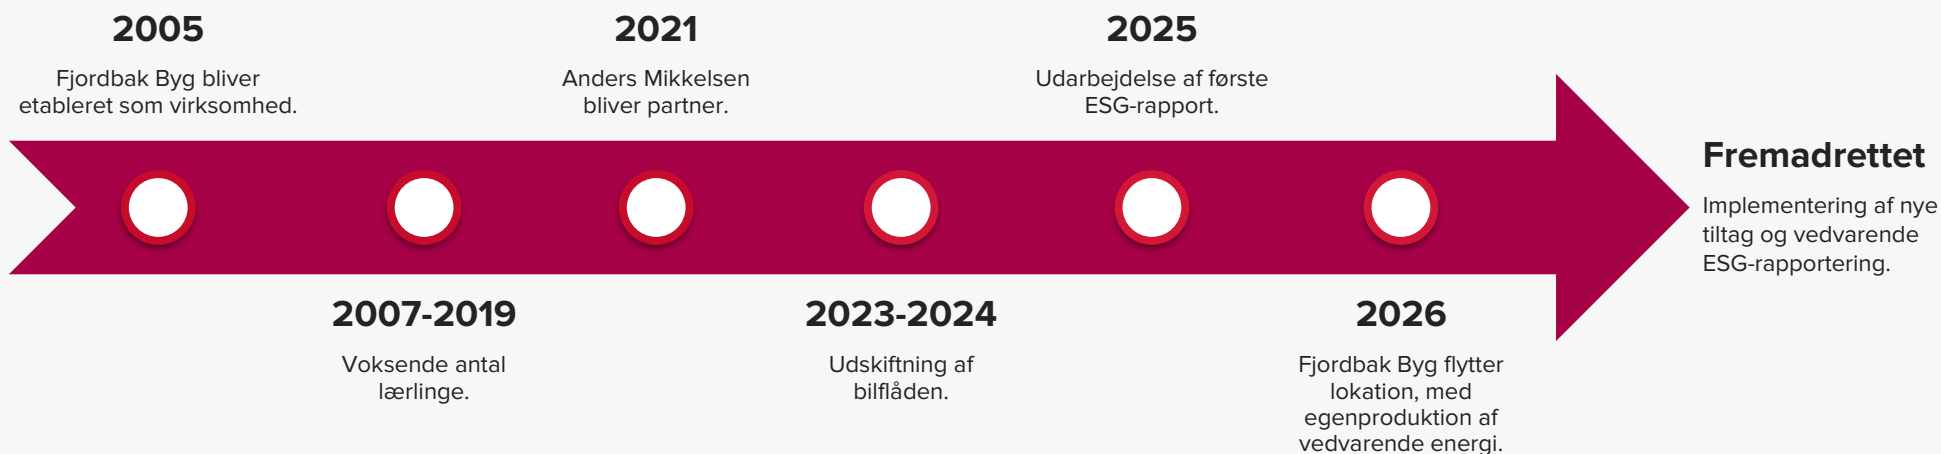 2005
Fjordbak Byg bliver
etableret som virksomhed.
2007-2019
Voksende antal
lærlinge.
2021
Anders Mikkelsen
bliver partner.
2023-2024
Udskiftning af
bilflåden.
2025
Udarbejdelse af første
ESG-rapport.
2026
Fjordbak Byg flytter
lokation, med
egenproduktion af
vedvarende energi.
Fremadrettet
Implementering af nye
tiltag og vedvarende
ESG-rapportering.